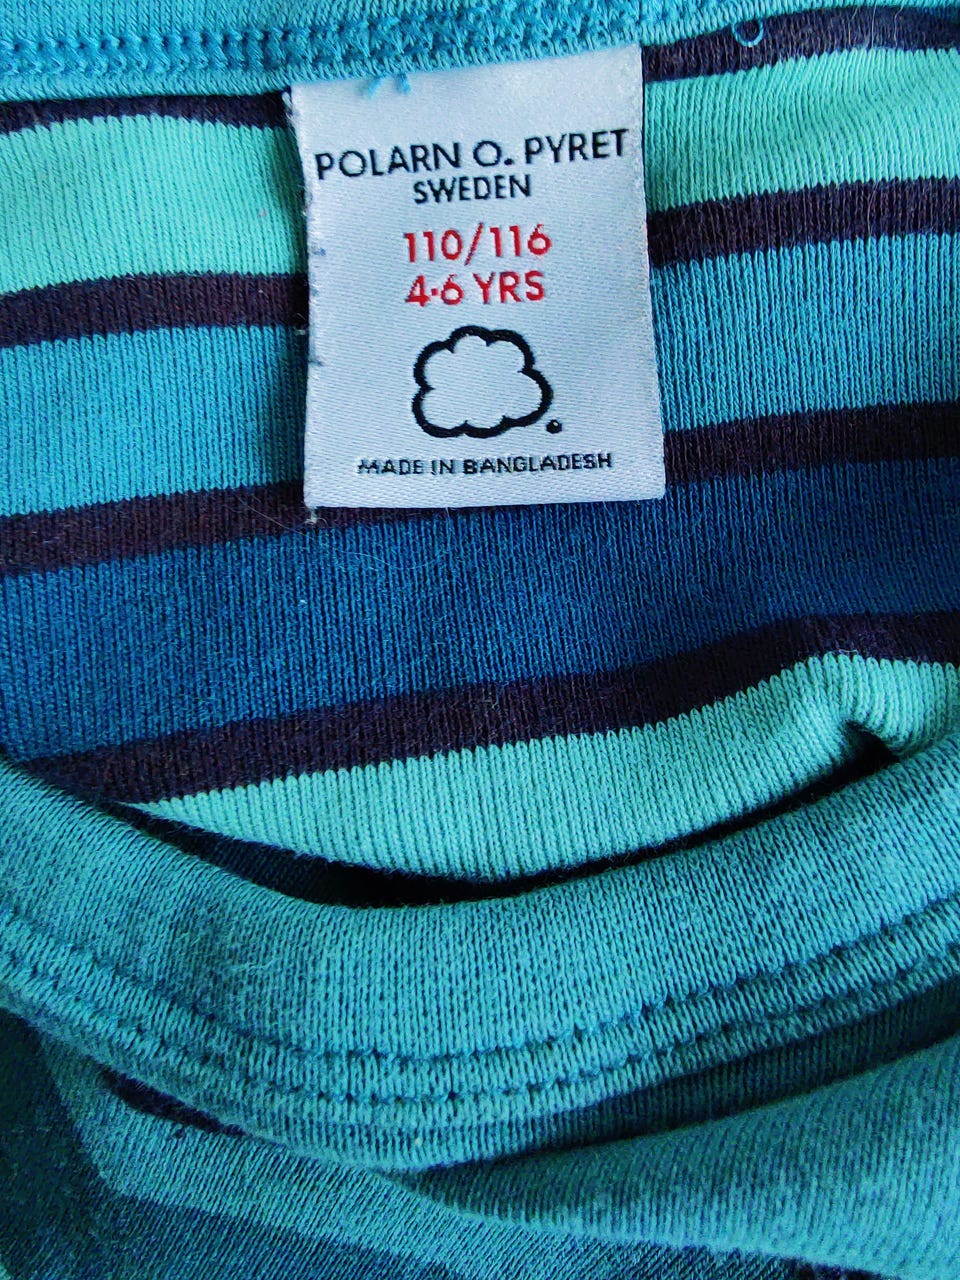 POLARN O. PYRET
SWEDEN
110/116
4-6 YRS
MADE IN BANGLADESH